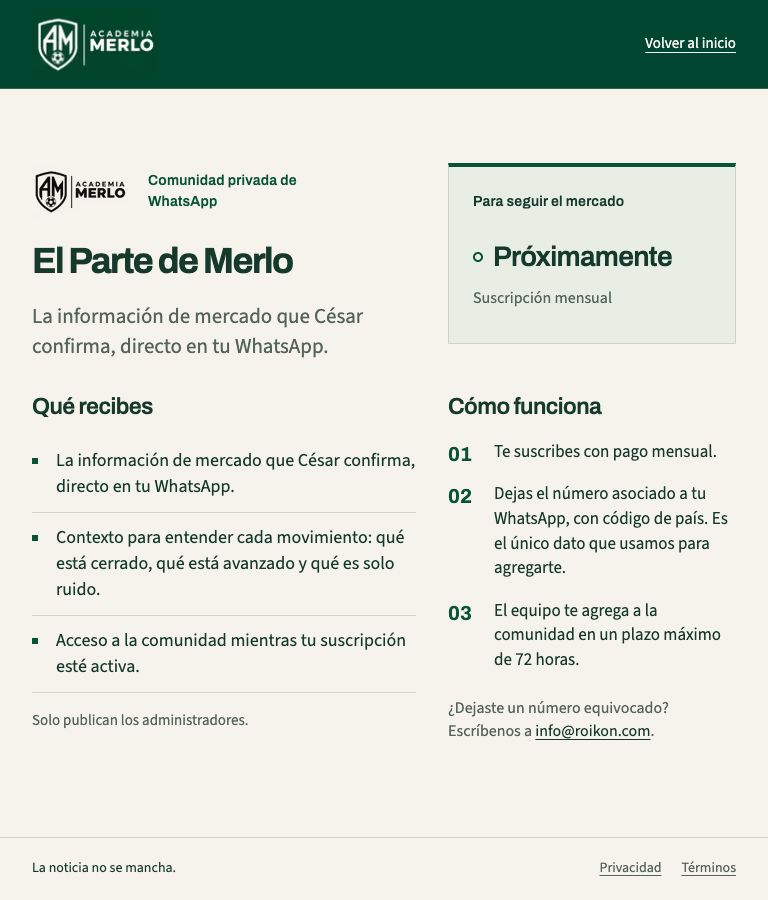 ACADEMIA
AM MERLO
Volver al inicio
ACADEMIA
AM MERLO
Comunidad privada de
WhatsApp
El Parte de Merlo
La información de mercado que César
confirma, directo en tu WhatsApp.
Para seguir el mercado
Próximamente
Suscripción mensual
Qué recibes
La información de mercado que César confirma,
directo en tu WhatsApp.
Contexto para entender cada movimiento: qué
está cerrado, qué está avanzado y qué es solo
ruido.
Acceso a la comunidad mientras tu suscripción
esté activa.
Solo publican los administradores.
Cómo funciona
01 Te suscribes con pago mensual.
02 Dejas el número asociado a tu
WhatsApp, con código de país. Es
el único dato que usamos para
agregarte.
03 El equipo te agrega a la
comunidad en un plazo máximo
de 72 horas.
¿Dejaste un número equivocado?
Escríbenos a info@roikon.com.
La noticia no se mancha.
Privacidad Términos